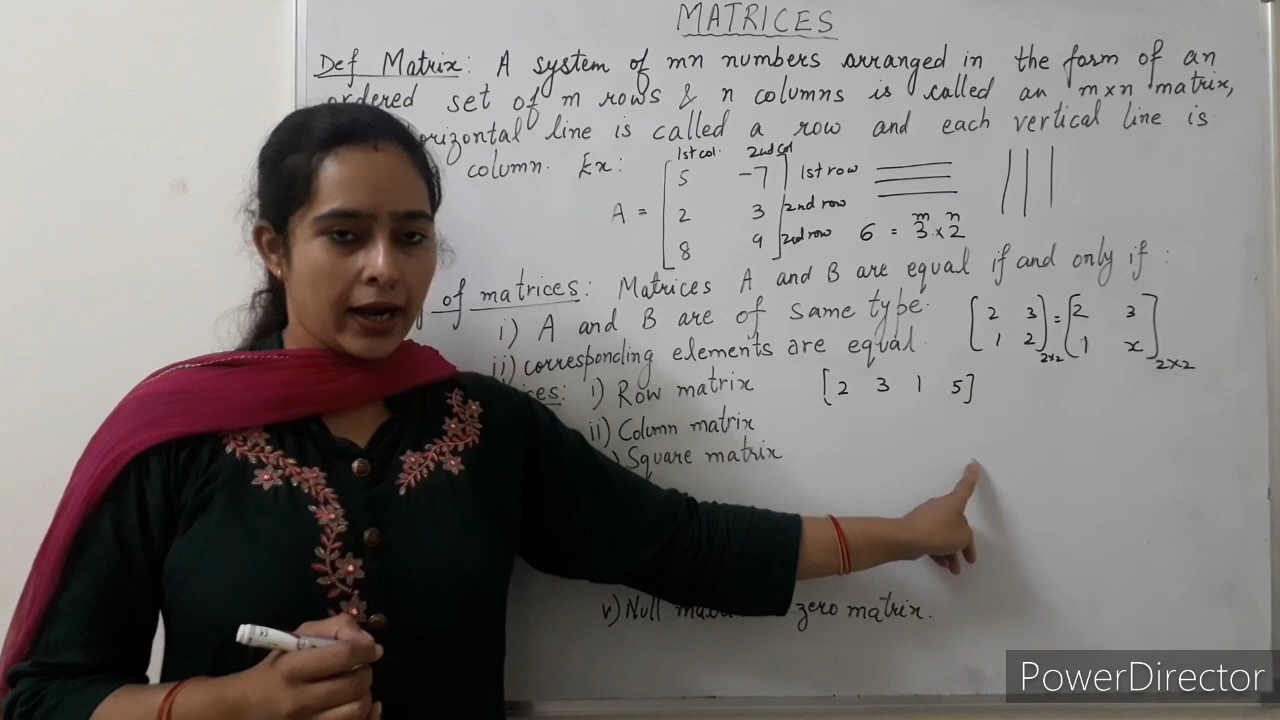 MATRICES
Def Matrix: A system of mn numbers arranged in the form of an
ordered set of m rows & n columns is called an m×n matrix,
line is called a row and each vertical line is
column. Ex:
1st col. 2nd col
A = [ 5 -7 ] 1st row
2 3 2nd row
8 9 2nd row 6 = 3×2
m n
of matrices: Matrices A and B are equal if and only if :
i) A and B are of same type.
ii) corresponding elements are equal.
[ 2 3 ] = [ 2 3 ]
1 2 2×2 1 x 2×2
i) Row matrix [2 3 1 5]
ii) Column matrix
Square matrix
v) Null zero matrix.
PowerDirector